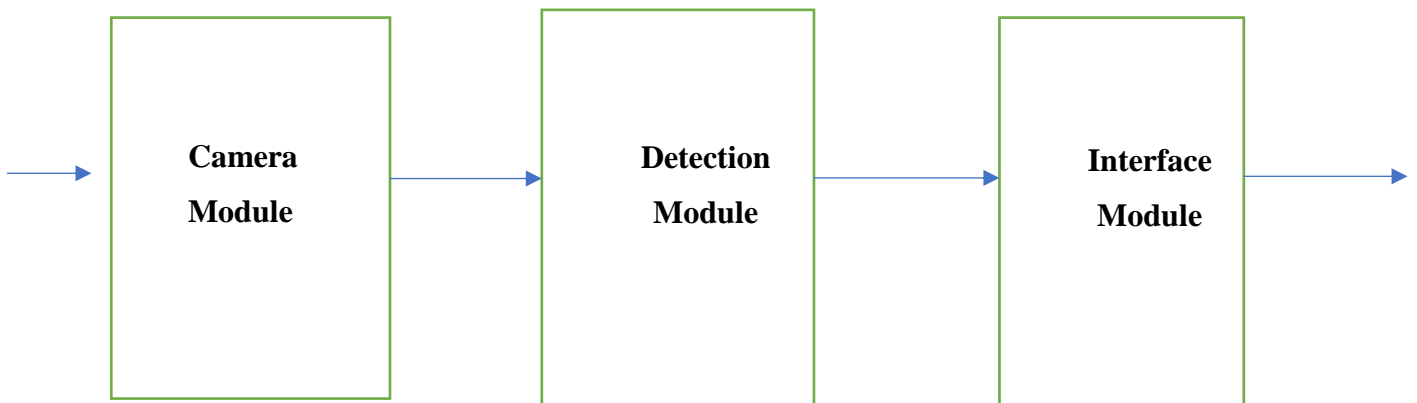 Camera
Module
Detection
Module
Interface
Module